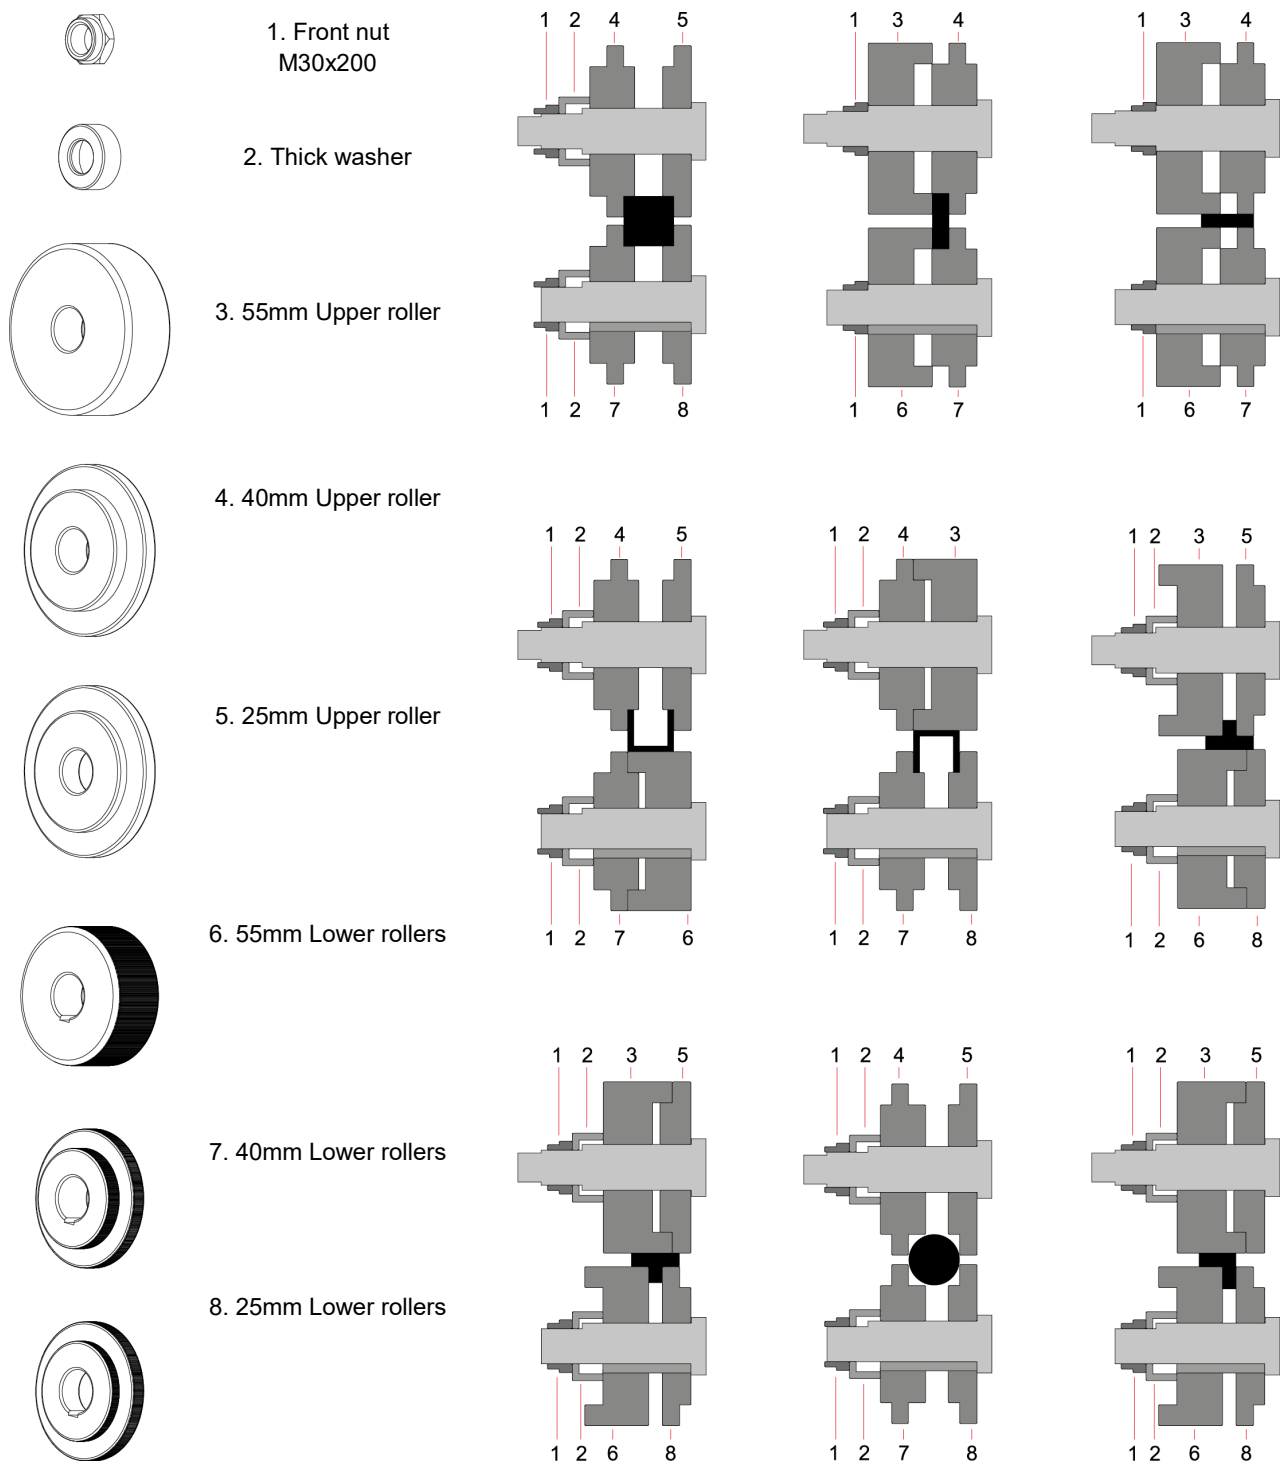 1. Front nut
M30x200
2. Thick washer
3. 55mm Upper roller
4. 40mm Upper roller
5. 25mm Upper roller
6. 55mm Lower rollers
7. 40mm Lower rollers
8. 25mm Lower rollers
1 2 4 5
1 2 7 8
1 3 4
1 6 7
1 3 4
1 6 7
1 2 4 5
1 2 7 6
1 2 4 3
1 2 7 8
1 2 3 5
1 2 6 8
1 2 3 5
1 2 6 8
1 2 4 5
1 2 7 8
1 2 3 5
1 2 6 8